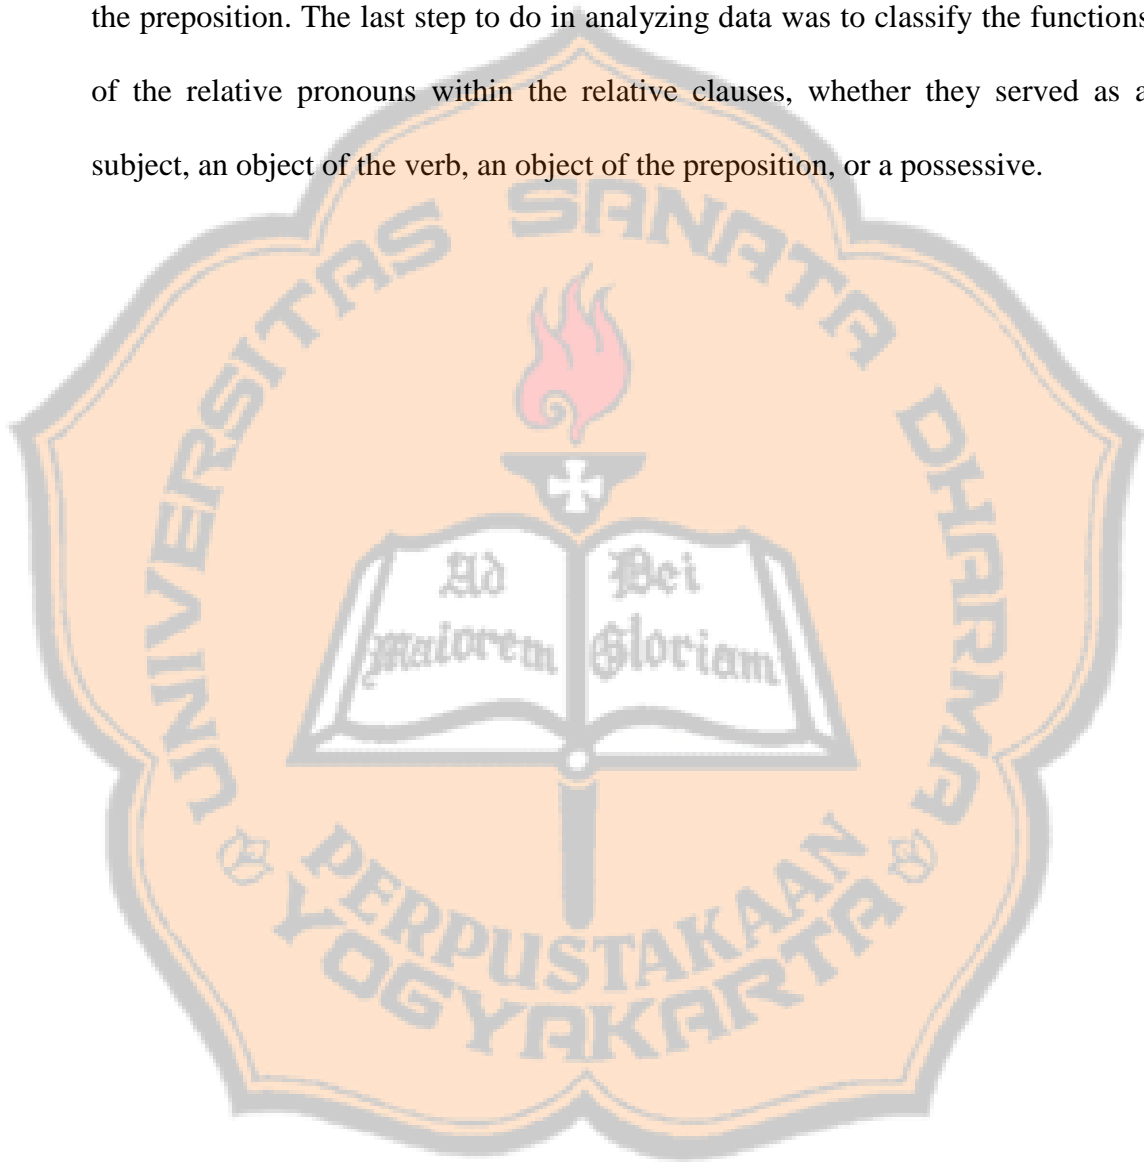 the preposition. The last step to do in analyzing data was to classify the functions
of the relative pronouns within the relative clauses, whether they served as a
subject, an object of the verb, an object of the preposition, or a possessive.
UNIVERSITAS SANATA DHARMA
Ad
maiorem
Dei
Gloriam
PERPUSTAKAAN
YOGYAKARTA